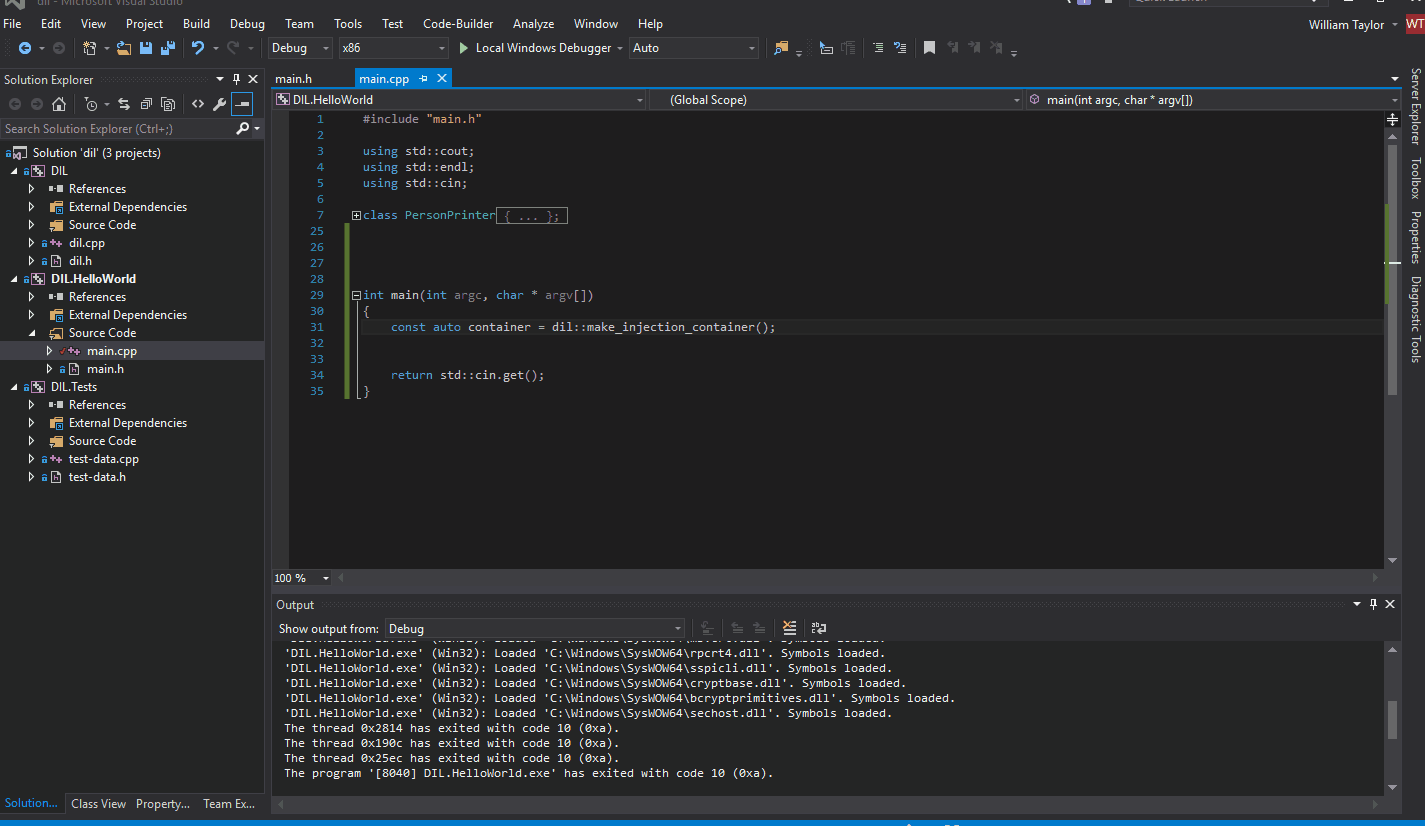 dil - Microsoft Visual Studio
File Edit View Project Build Debug Team Tools Test Code-Builder Analyze Window Help
William Taylor WT
Debug x86 Local Windows Debugger Auto
Solution Explorer
Search Solution Explorer (Ctrl+;)
Solution 'dil' (3 projects)
DIL
References
External Dependencies
Source Code
dil.cpp
dil.h
DIL.HelloWorld
References
External Dependencies
Source Code
main.cpp
main.h
DIL.Tests
References
External Dependencies
Source Code
test-data.cpp
test-data.h
Solution... Class View Property... Team Ex...
main.h main.cpp
DIL.HelloWorld (Global Scope) main(int argc, char * argv[])
1 #include "main.h"
2
3 using std::cout;
4 using std::endl;
5 using std::cin;
6
7 class PersonPrinter { ... };
25
26
27
28
29 int main(int argc, char * argv[])
30 {
31 const auto container = dil::make_injection_container();
32
33
34 return std::cin.get();
35 }
100 %
Output
Show output from: Debug
'DIL.HelloWorld.exe' (Win32): Loaded 'C:\Windows\SysWOW64\rpcrt4.dll'. Symbols loaded.
'DIL.HelloWorld.exe' (Win32): Loaded 'C:\Windows\SysWOW64\sspicli.dll'. Symbols loaded.
'DIL.HelloWorld.exe' (Win32): Loaded 'C:\Windows\SysWOW64\cryptbase.dll'. Symbols loaded.
'DIL.HelloWorld.exe' (Win32): Loaded 'C:\Windows\SysWOW64\bcryptprimitives.dll'. Symbols loaded.
'DIL.HelloWorld.exe' (Win32): Loaded 'C:\Windows\SysWOW64\sechost.dll'. Symbols loaded.
The thread 0x2814 has exited with code 10 (0xa).
The thread 0x190c has exited with code 10 (0xa).
The thread 0x25ec has exited with code 10 (0xa).
The program '[8040] DIL.HelloWorld.exe' has exited with code 10 (0xa).
Server Explorer
Toolbox
Properties
Diagnostic Tools